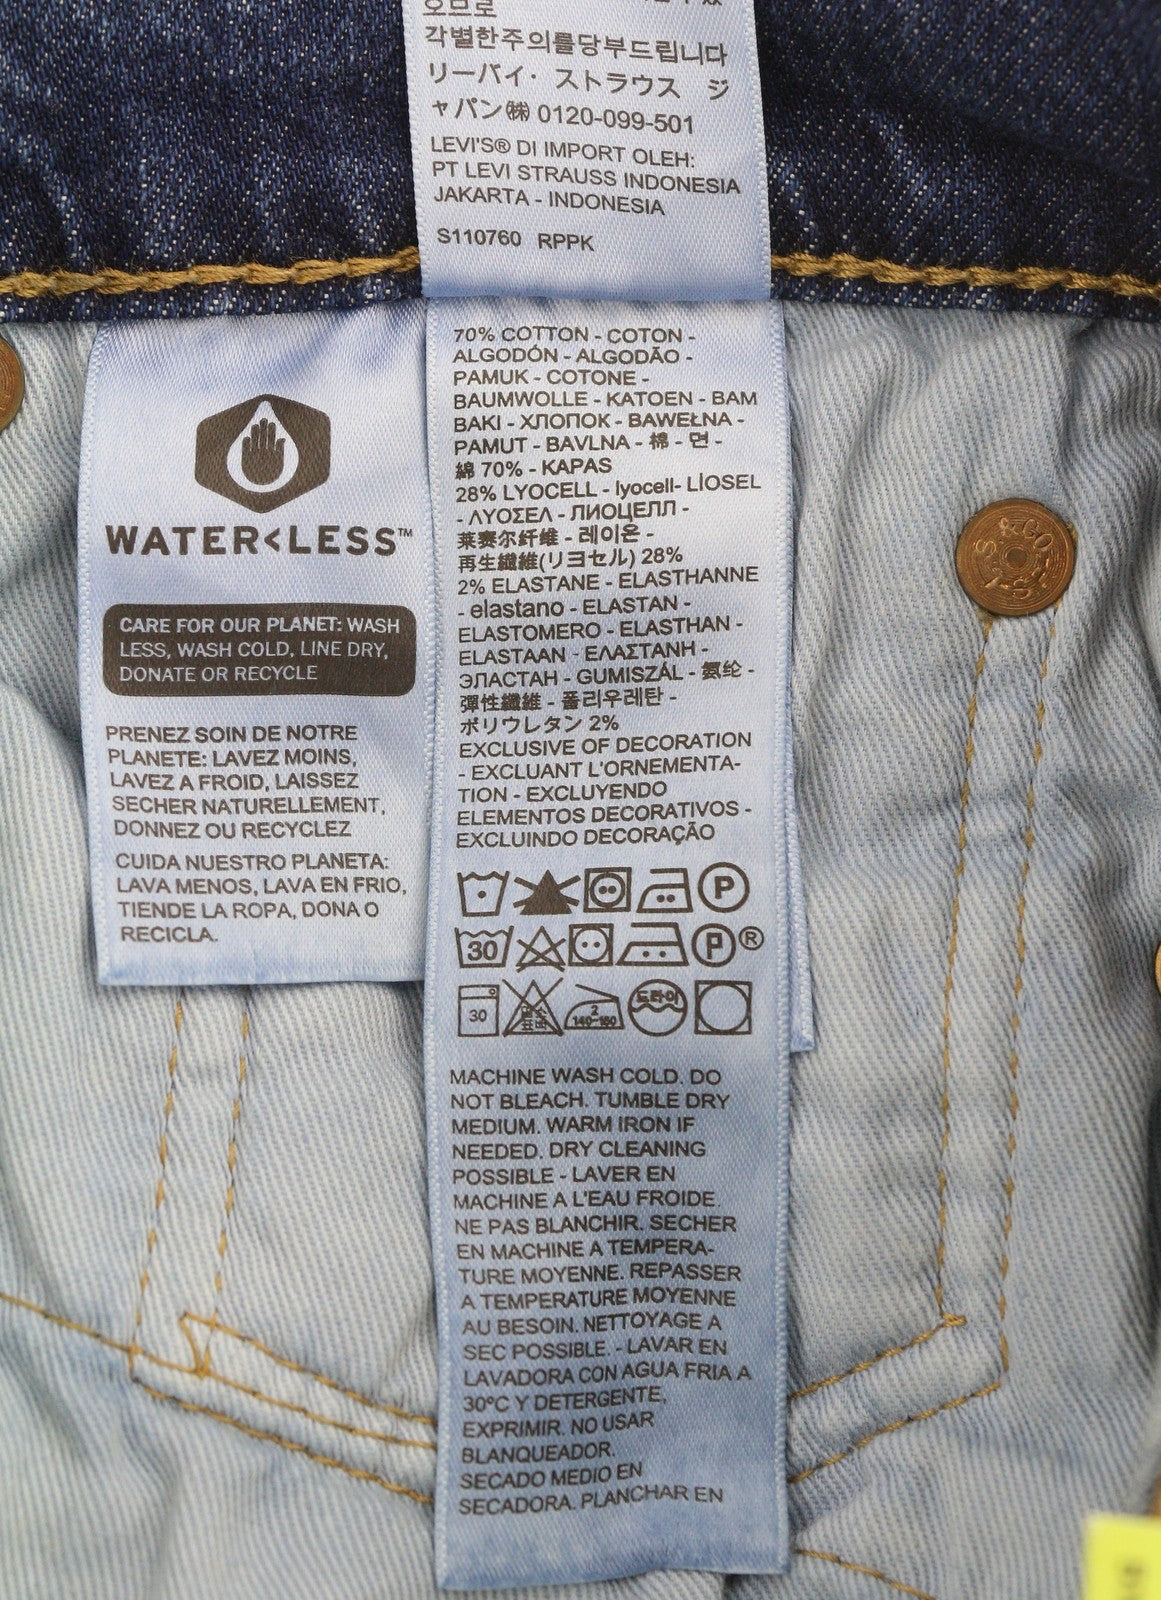 오므로
각별한주의를당부드립니다
リーバイ・ストラウス ジ
ャパン㈱ 0120-099-501
LEVI'S® DI IMPORT OLEH:
PT LEVI STRAUSS INDONESIA
JAKARTA - INDONESIA
S110760 RPPK
WATER<LESS™
CARE FOR OUR PLANET: WASH
LESS, WASH COLD, LINE DRY,
DONATE OR RECYCLE
PRENEZ SOIN DE NOTRE
PLANETE: LAVEZ MOINS,
LAVEZ A FROID, LAISSEZ
SECHER NATURELLEMENT,
DONNEZ OU RECYCLEZ
CUIDA NUESTRO PLANETA:
LAVA MENOS, LAVA EN FRIO,
TIENDE LA ROPA, DONA O
RECICLA.
70% COTTON - COTON -
ALGODÓN - ALGODÃO -
PAMUK - COTONE -
BAUMWOLLE - KATOEN - BAM
BAKI - ХЛОПОК - BAWEŁNA -
PAMUT - BAVLNA - 棉 - 면 -
綿 70% - KAPAS
28% LYOCELL - lyocell- LİOSEL
- ΛΥΟΣΕΛ - ЛИОЦЕЛЛ -
莱赛尔纤维 - 레이온 -
再生纖維(リヨセル) 28%
2% ELASTANE - ELASTHANNE
- elastano - ELASTAN -
ELASTOMERO - ELASTHAN -
ELASTAAN - ΕΛΑΣΤΑΝΗ -
ЭЛАСТАН - GUMISZÁL - 氨纶 -
彈性纖維 - 폴리우레탄 -
ポリウレタン 2%
EXCLUSIVE OF DECORATION
- EXCLUANT L'ORNEMENTA-
TION - EXCLUYENDO
ELEMENTOS DECORATIVOS -
EXCLUINDO DECORAÇÃO
P
30 P ®
30 2 140-160 드라이
MACHINE WASH COLD. DO
NOT BLEACH. TUMBLE DRY
MEDIUM. WARM IRON IF
NEEDED. DRY CLEANING
POSSIBLE - LAVER EN
MACHINE A L'EAU FROIDE.
NE PAS BLANCHIR. SECHER
EN MACHINE A TEMPERA-
TURE MOYENNE. REPASSER
A TEMPERATURE MOYENNE
AU BESOIN. NETTOYAGE A
SEC POSSIBLE. - LAVAR EN
LAVADORA CON AGUA FRIA A
30ºC Y DETERGENTE,
EXPRIMIR. NO USAR
BLANQUEADOR.
SECADO MEDIO EN
SECADORA. PLANCHAR EN